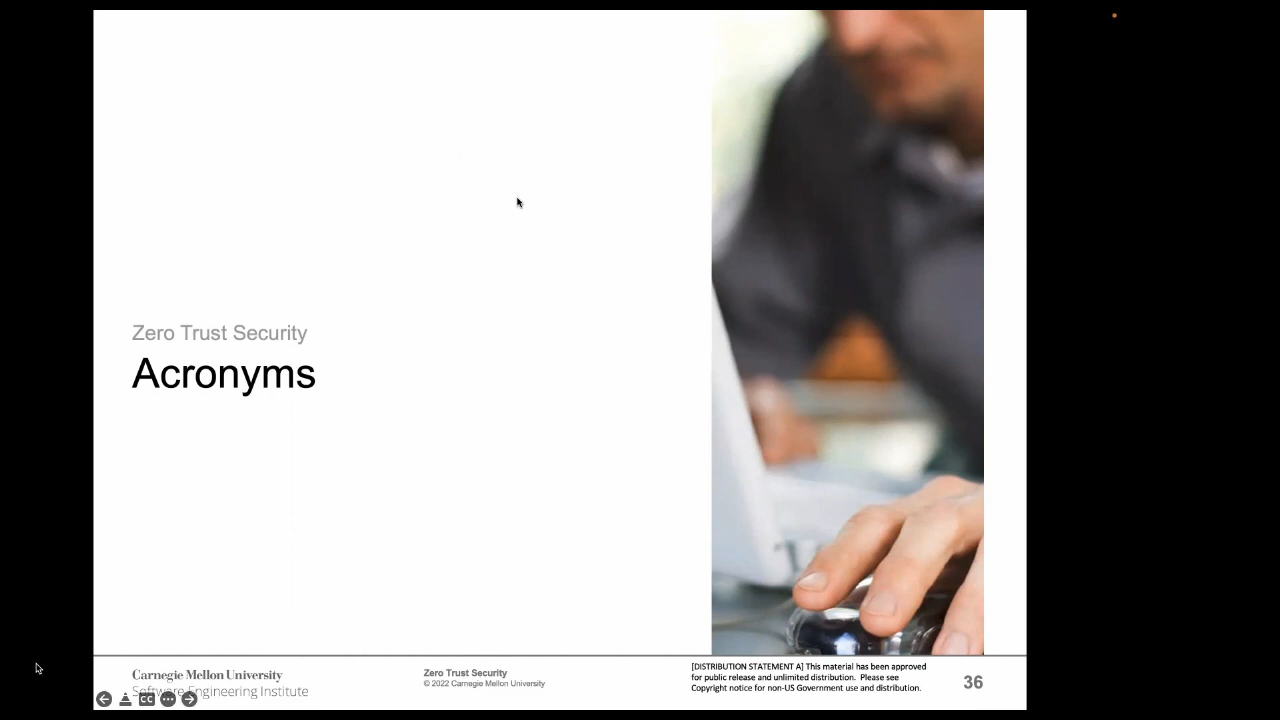 Zero Trust Security
Acronyms
Carnegie Mellon University
Software Engineering Institute
CC
Zero Trust Security
© 2022 Carnegie Mellon University
[DISTRIBUTION STATEMENT A] This material has been approved
for public release and unlimited distribution. Please see
Copyright notice for non-US Government use and distribution.
36